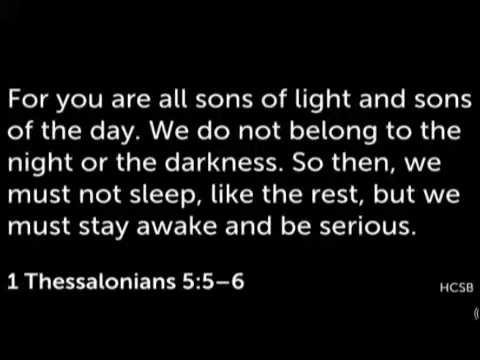 For you are all sons of light and sons
of the day. We do not belong to the
night or the darkness. So then, we
must not sleep, like the rest, but we
must stay awake and be serious.
1 Thessalonians 5:5–6
HCSB